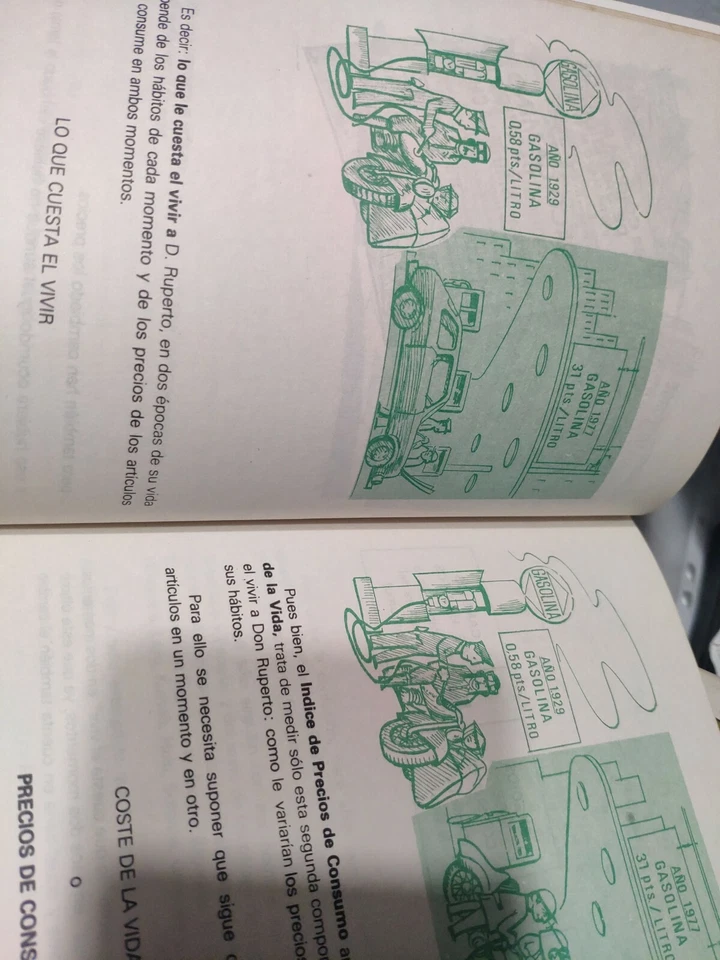 GASOLINA
AÑO 1929
GASOLINA
0,58 pts/LITRO
AÑO 1977
GASOLINA
31 pts/LITRO
Es decir: lo que le cuesta el vivir a D. Ruperto, en dos épocas de su vida
de de los hábitos de cada momento y de los precios de los artículos
consume en ambos momentos.
LO QUE CUESTA EL VIVIR
GASOLINA
AÑO 1929
GASOLINA
0,58 pts/LITRO
AÑO 1977
GASOLINA
31 pts/LITRO
Pues bien, el Indice de Precios de Consumo
de la Vida, trata de medir sólo esta segunda
el vivir a Don Ruperto: como le variarían los
sus hábitos.
Para ello se necesita suponer que sigue
artículos en un momento y en otro.
COSTE DE LA VIDA
O
PRECIOS DE CONS